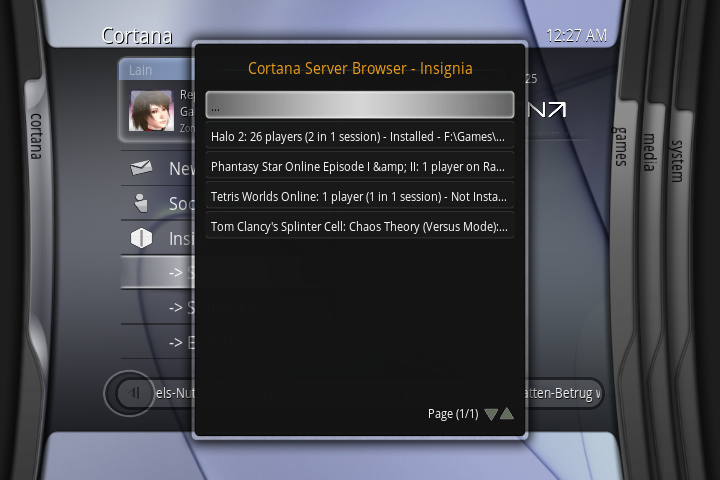 Cortana
12:27 AM
Cortana Server Browser - Insignia
Lain
25
...
N7
Halo 2: 26 players (2 in 1 session) - Installed - F:\Games\...
Phantasy Star Online Episode I &amp; II: 1 player on Ra...
Tetris Worlds Online: 1 player (1 in 1 session) - Not Insta...
Tom Clancy's Splinter Cell: Chaos Theory (Versus Mode):...
cortana
games
media
system
Re
Ga
Zon
New
Soc
Insi
-> S
-> S
-> E
els-Nut
atten-Betrug w
Page (1/1)